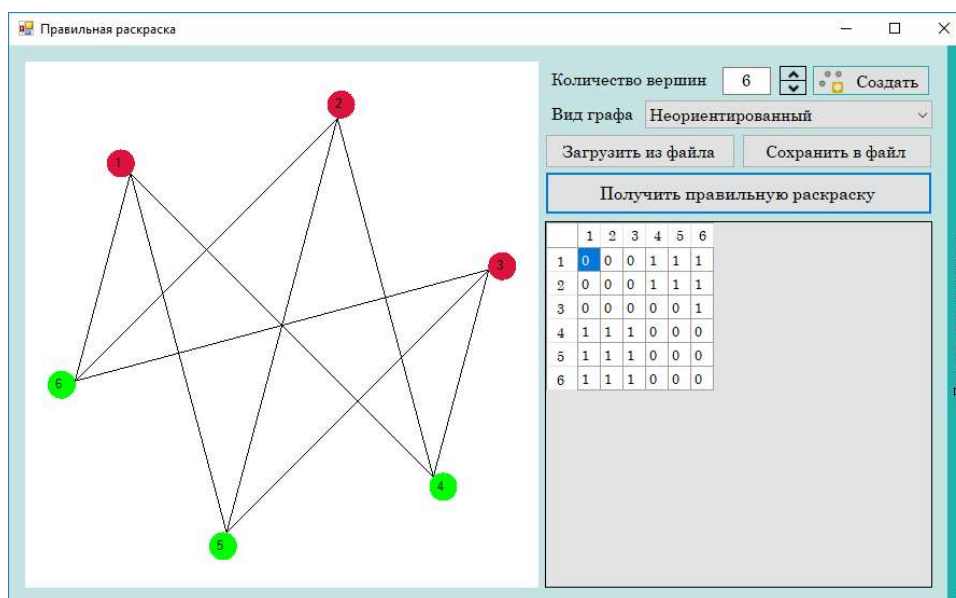 Правильная раскраска
Количество вершин 6 Создать
Вид графа Неориентированный
Загрузить из файла Сохранить в файл
Получить правильную раскраску
1 2 3 4 5 6
1 0 0 0 1 1 1
2 0 0 0 1 1 1
3 0 0 0 0 0 1
4 1 1 1 0 0 0
5 1 1 1 0 0 0
6 1 1 1 0 0 0
2
1
3
6
4
5